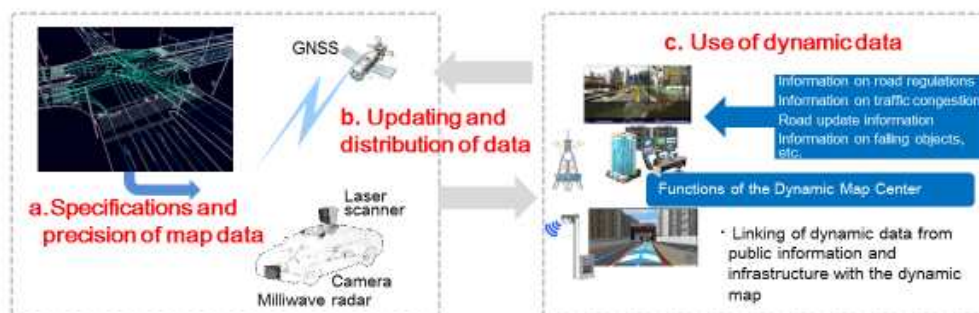 GNSS
b. Updating and
distribution of data
a. Specifications and
precision of map data
Laser
scanner
Camera
Milliwave radar
c. Use of dynamic data
Information on road regulations
Information on traffic congestion
Road update information
Information on falling objects,
etc.
Functions of the Dynamic Map Center
・Linking of dynamic data from
public information and
infrastructure with the dynamic
map